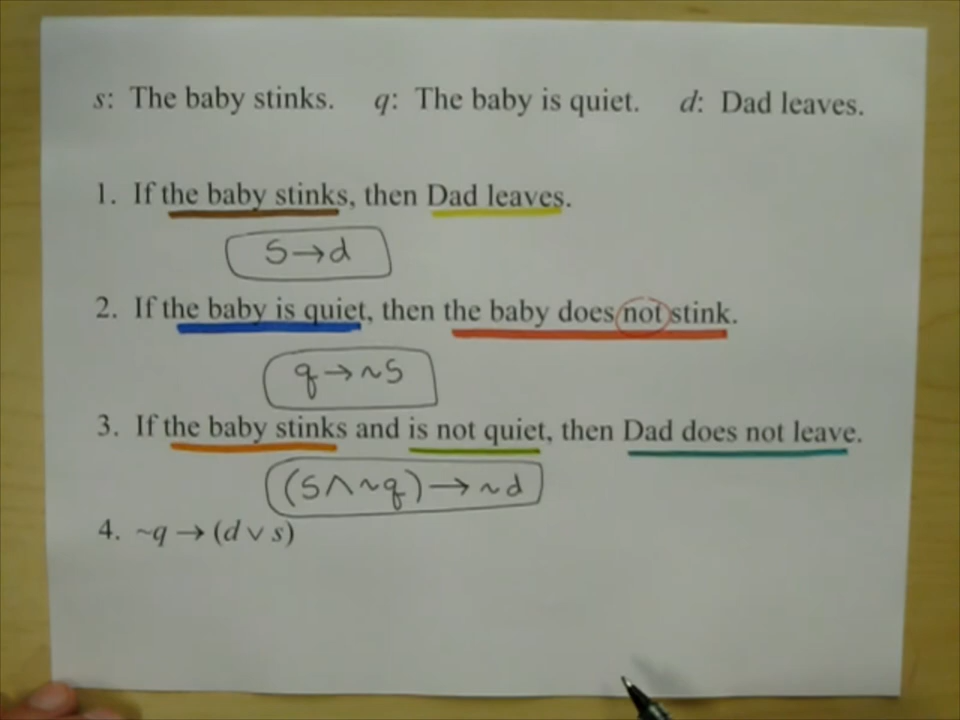 s: The baby stinks. q: The baby is quiet. d: Dad leaves.
1. If the baby stinks, then Dad leaves.
S→d
2. If the baby is quiet, then the baby does not stink.
q→~S
3. If the baby stinks and is not quiet, then Dad does not leave.
(S∧~q)→~d
4. ~q → (d ∨ s)